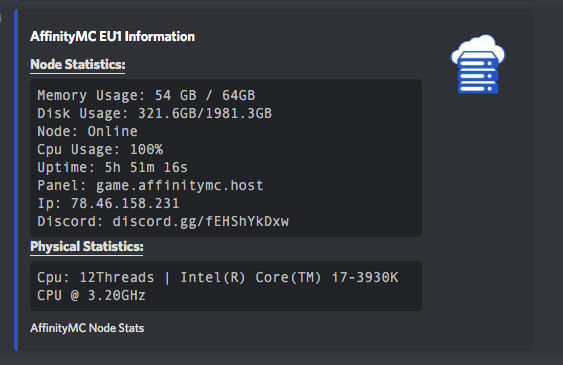 AffinityMC EU1 Information
Node Statistics:
Memory Usage: 54 GB / 64GB
Disk Usage: 321.6GB/1981.3GB
Node: Online
Cpu Usage: 100%
Uptime: 5h 51m 16s
Panel: game.affinitymc.host
Ip: 78.46.158.231
Discord: discord.gg/fEHShYkDxw
Physical Statistics:
Cpu: 12Threads | Intel(R) Core(TM) i7-3930K
CPU @ 3.20GHz
AffinityMC Node Stats